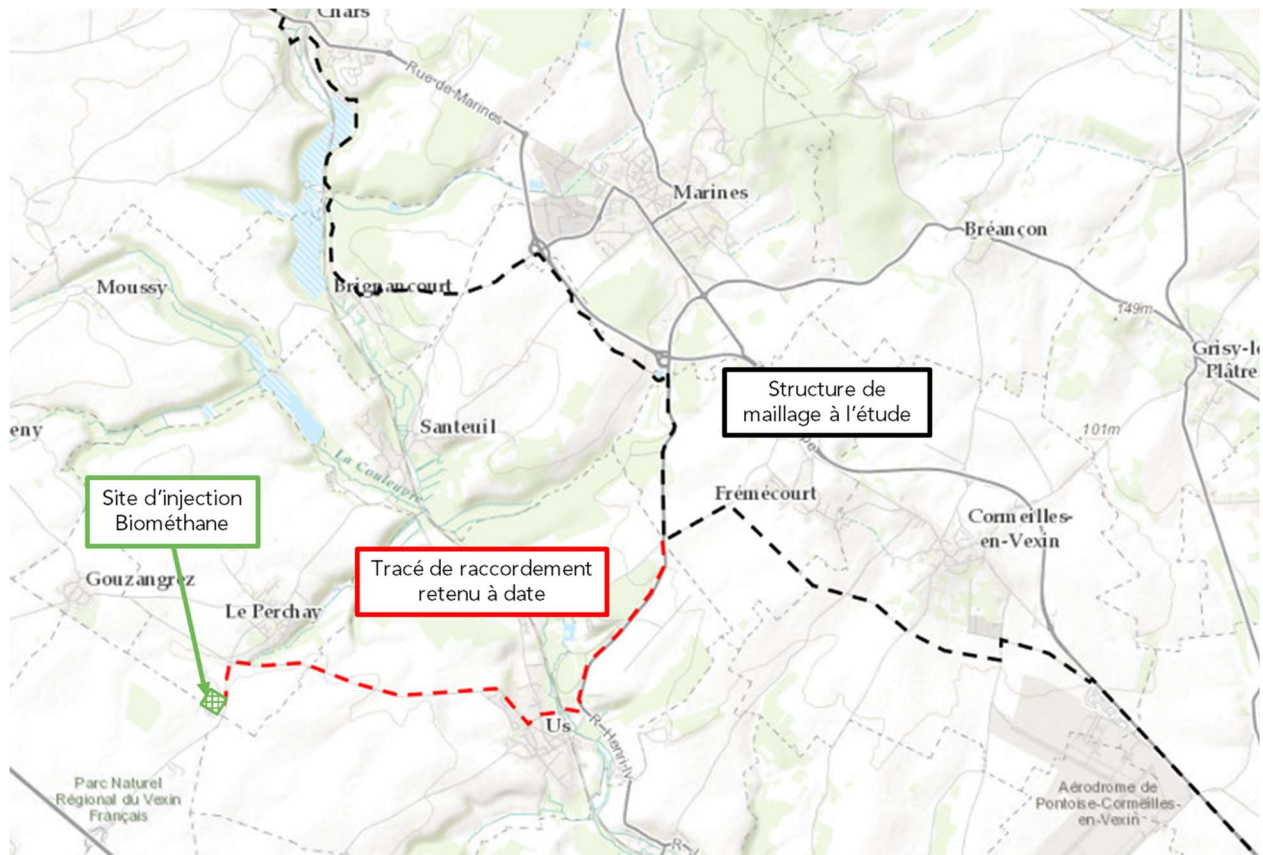 Chars
Rue de Marines
Marines
Bréançon
Moussy
Brignancourt
149m
Grisy-le
Plâtre
Structure de
maillage à l'étude
Santeuil
101m
eny
La Couleuvre
Site d'injection
Biométhane
Frémécourt
Cormeilles-
en-Vexin
Tracé de raccordement
retenu à date
Gouzangrez
Le Perchay
Us
R. Henri IV
Parc Naturel
Régional du Vexin
Français
Aérodrome de
Pontoise-Cormeilles-
en-Vexin